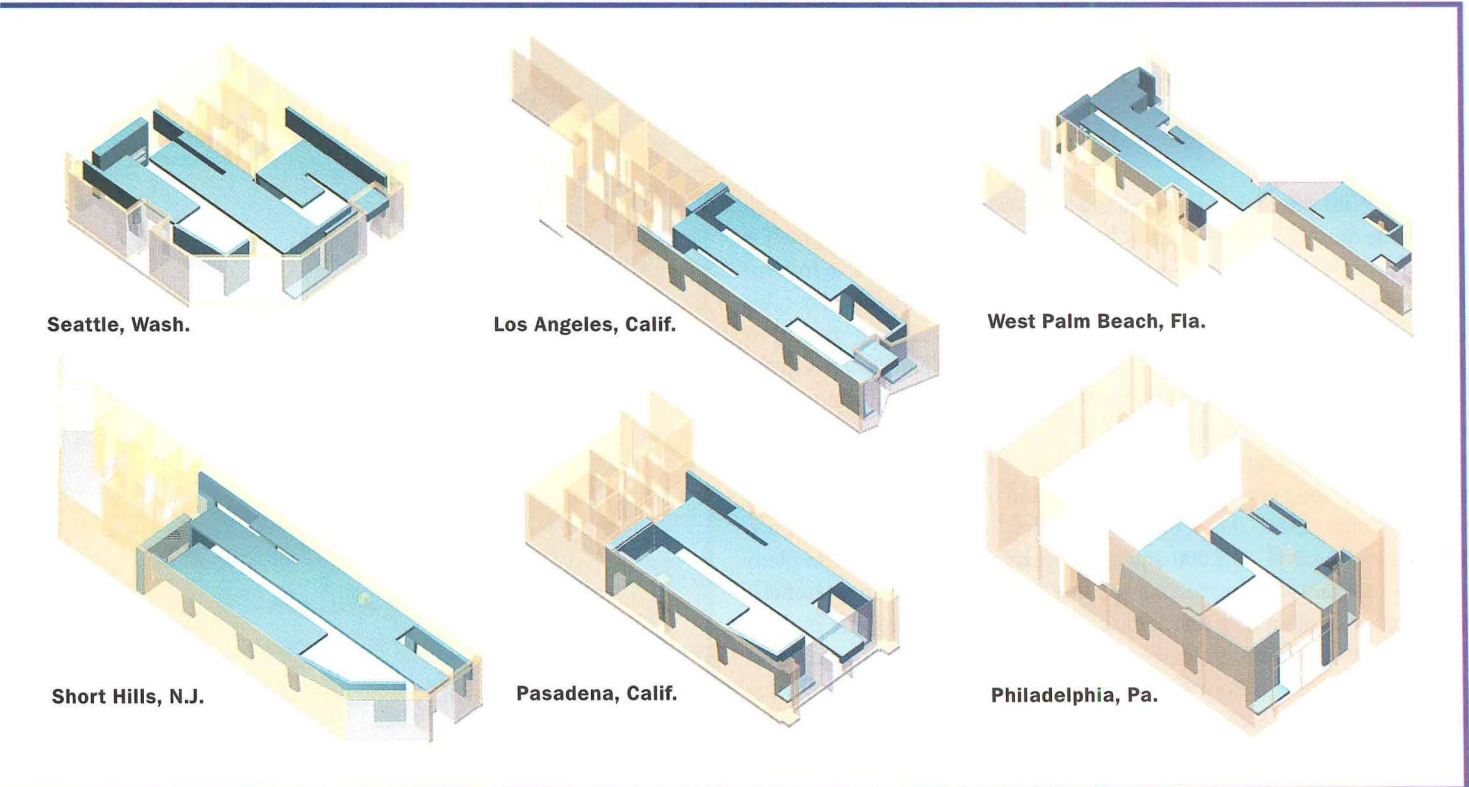 Seattle, Wash.
Los Angeles, Calif.
West Palm Beach, Fla.
Short Hills, N.J.
Pasadena, Calif.
Philadelphia, Pa.